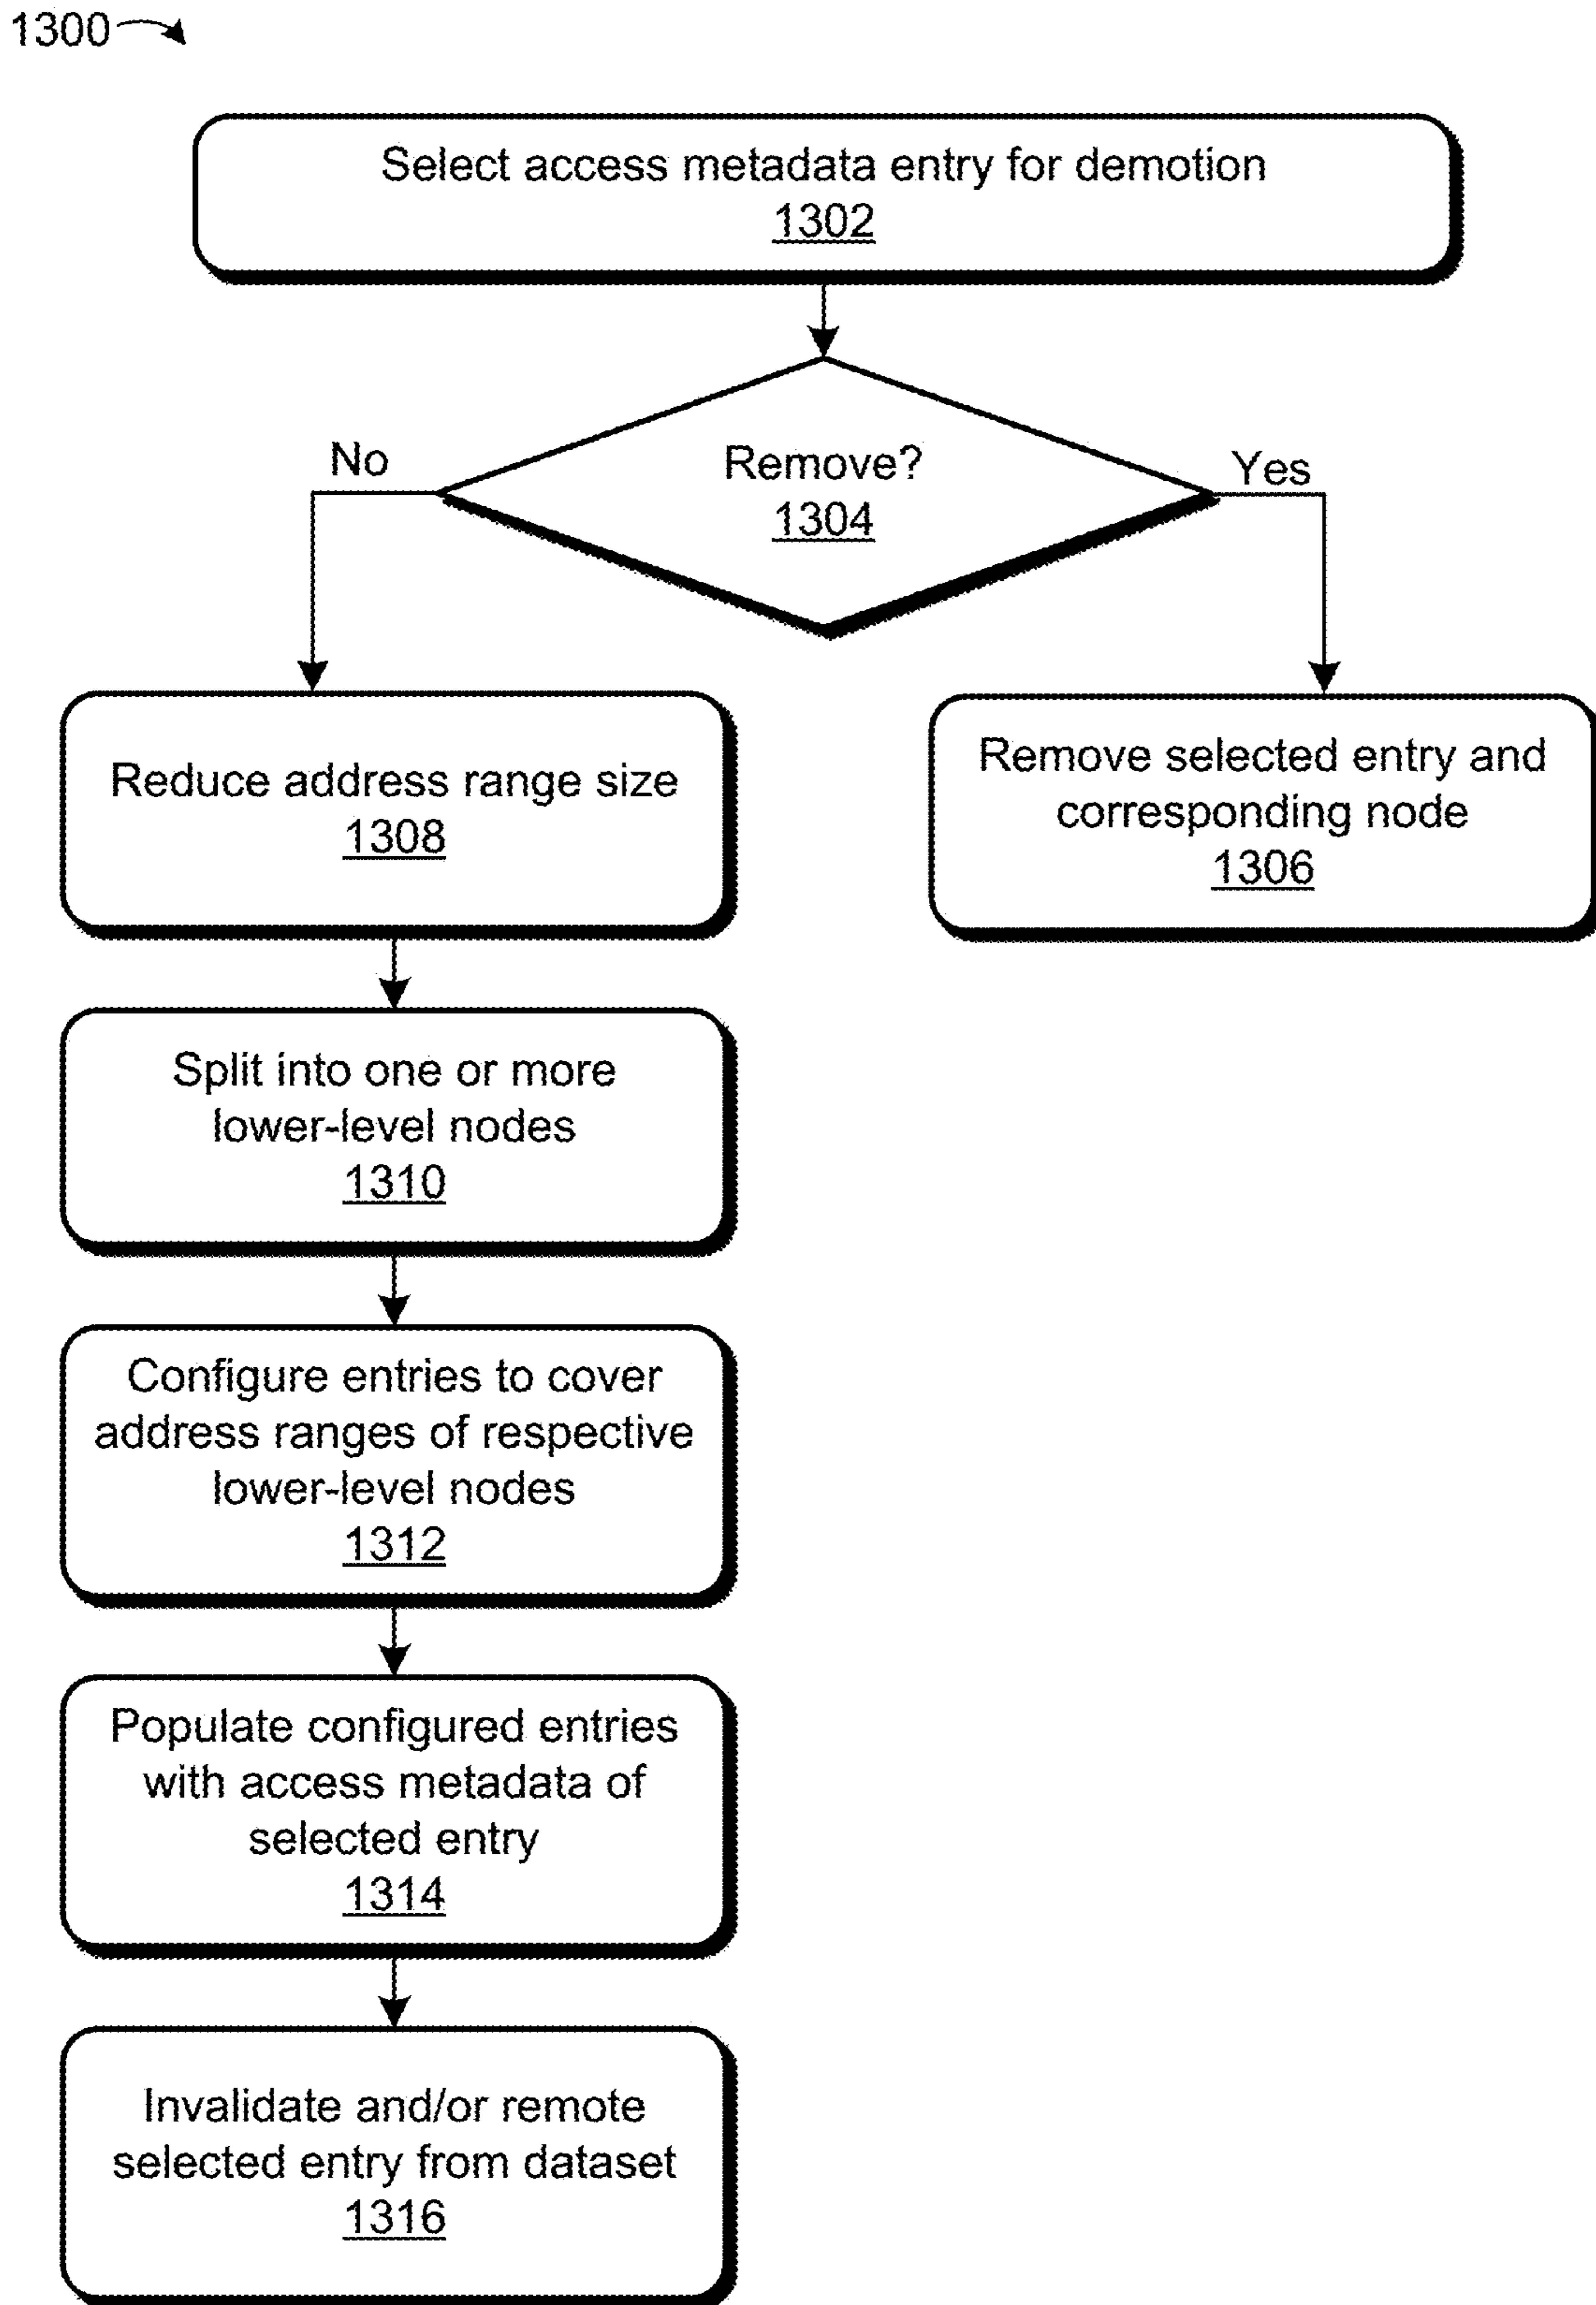 1300
Select access metadata entry for demotion
1302
No
Remove?
1304
Yes
Reduce address range size
1308
Remove selected entry and
corresponding node
1306
Split into one or more
lower-level nodes
1310
Configure entries to cover
address ranges of respective
lower-level nodes
1312
Populate configured entries
with access metadata of
selected entry
1314
Invalidate and/or remote
selected entry from dataset
1316